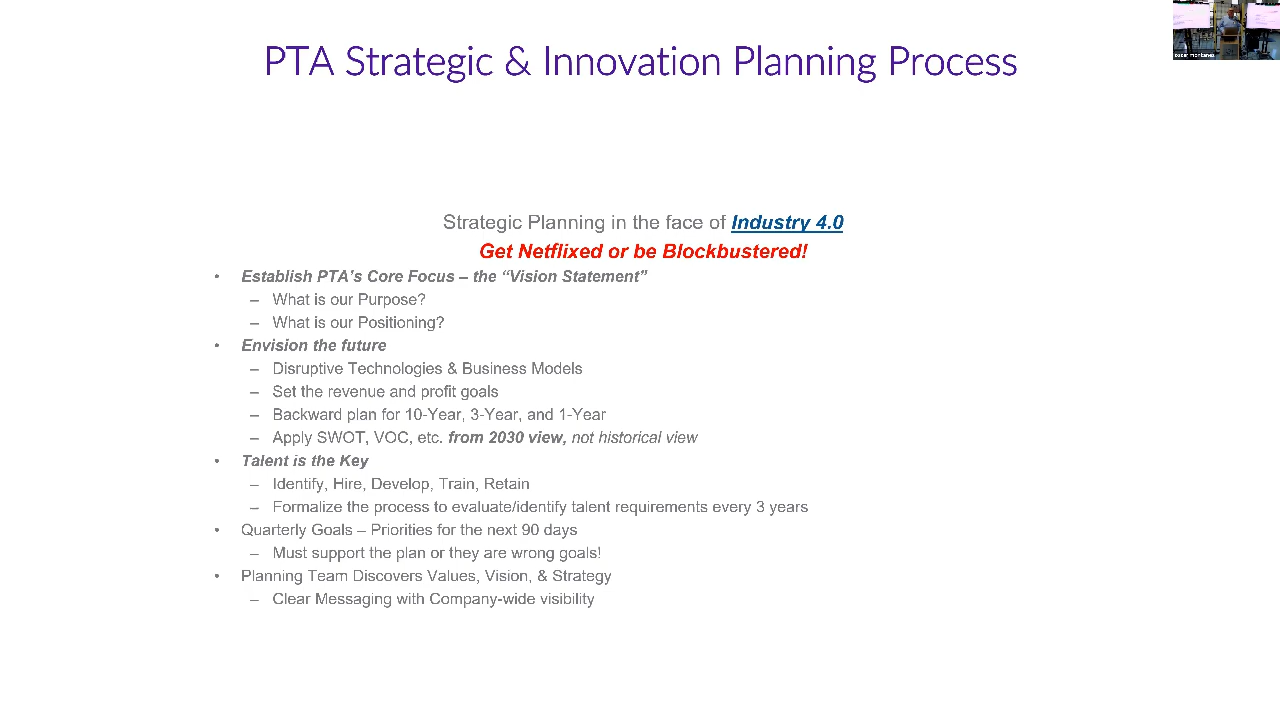 PTA Strategic & Innovation Planning Process
oscar montanez
Strategic Planning in the face of Industry 4.0
Get Netflixed or be Blockbustered!
• Establish PTA’s Core Focus – the “Vision Statement”
– What is our Purpose?
– What is our Positioning?
• Envision the future
– Disruptive Technologies & Business Models
– Set the revenue and profit goals
– Backward plan for 10-Year, 3-Year, and 1-Year
– Apply SWOT, VOC, etc. from 2030 view, not historical view
• Talent is the Key
– Identify, Hire, Develop, Train, Retain
– Formalize the process to evaluate/identify talent requirements every 3 years
• Quarterly Goals – Priorities for the next 90 days
– Must support the plan or they are wrong goals!
• Planning Team Discovers Values, Vision, & Strategy
– Clear Messaging with Company-wide visibility